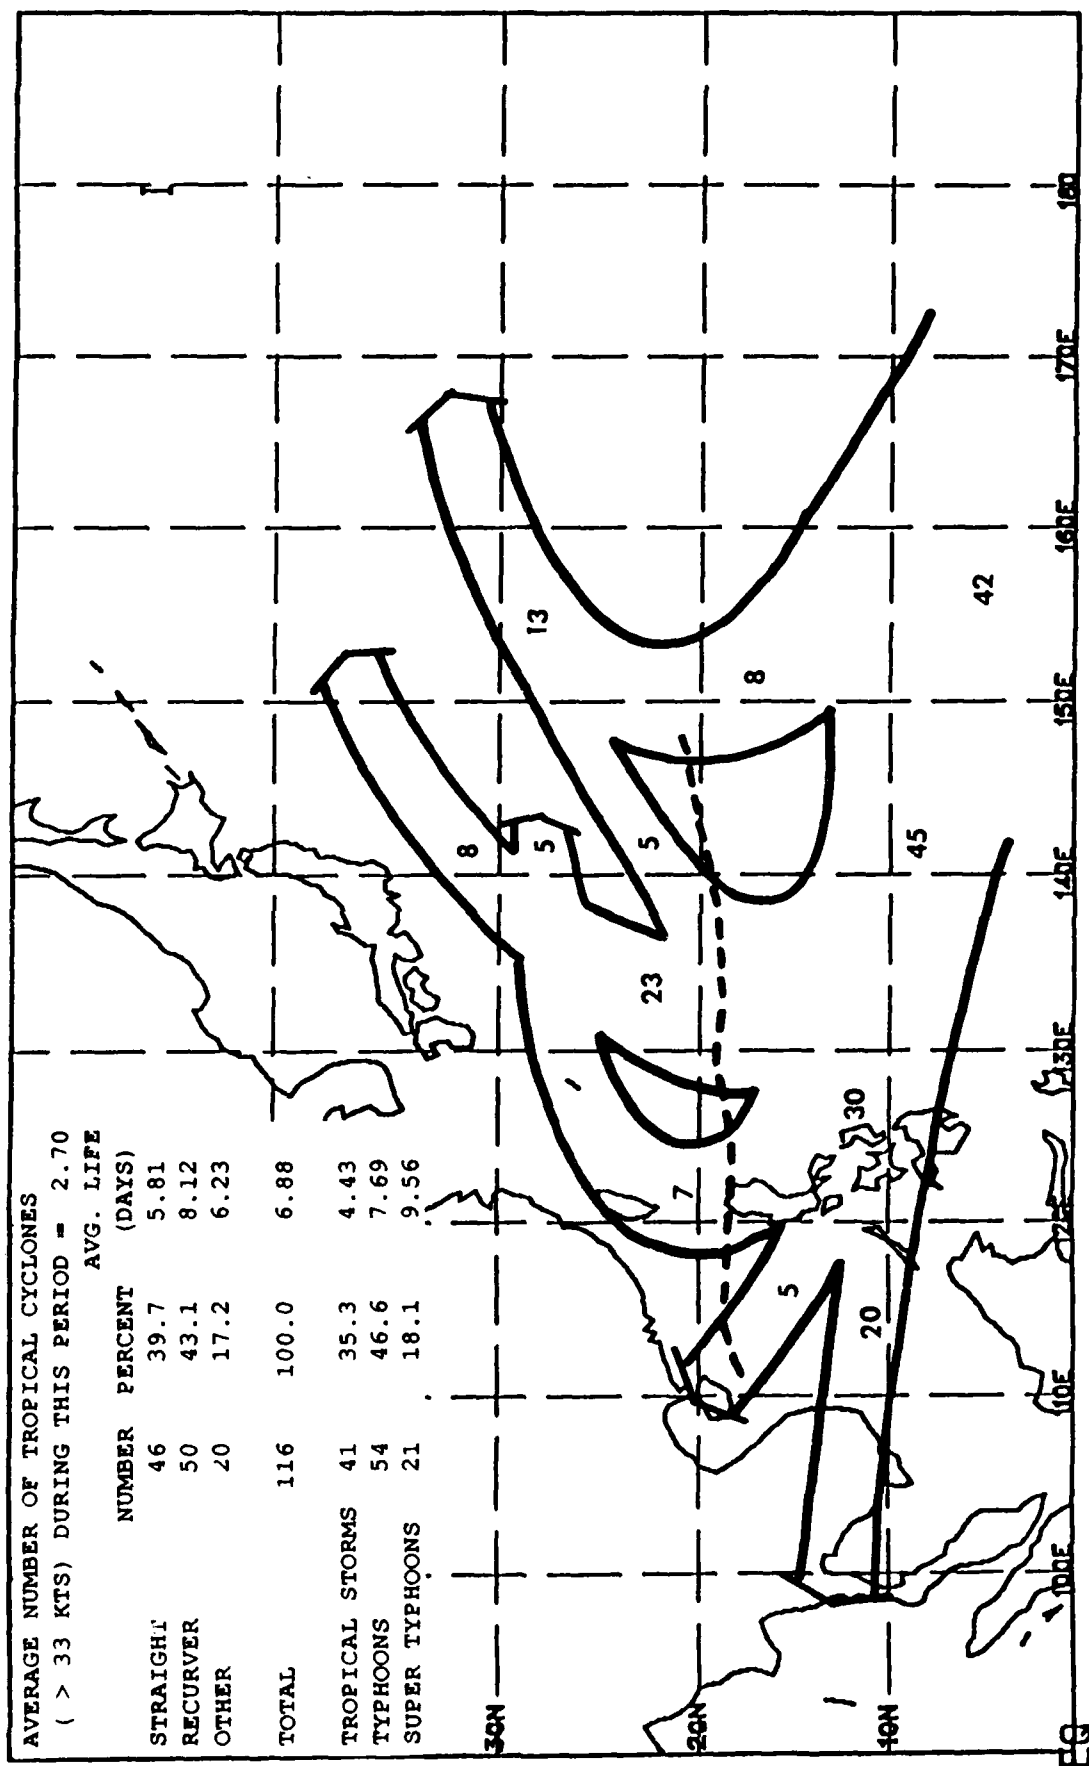 AVERAGE NUMBER OF TROPICAL CYCLONES
( > 33 KTS) DURING THIS PERIOD = 2.70
AVG. LIFE
NUMBER PERCENT (DAYS)
STRAIGHT 46 39.7 5.81
RECURVER 50 43.1 8.12
OTHER 20 17.2 6.23
TOTAL 116 100.0 6.88
TROPICAL STORMS 41 35.3 4.43
TYPHOONS 54 46.6 7.69
SUPER TYPHOONS 21 18.1 9.56
8
5
13
5
23
7
8
5
30
45
42
20
30N
20N
10N
EQ
100E
110E
120E
130E
140E
150E
160E
170E
180